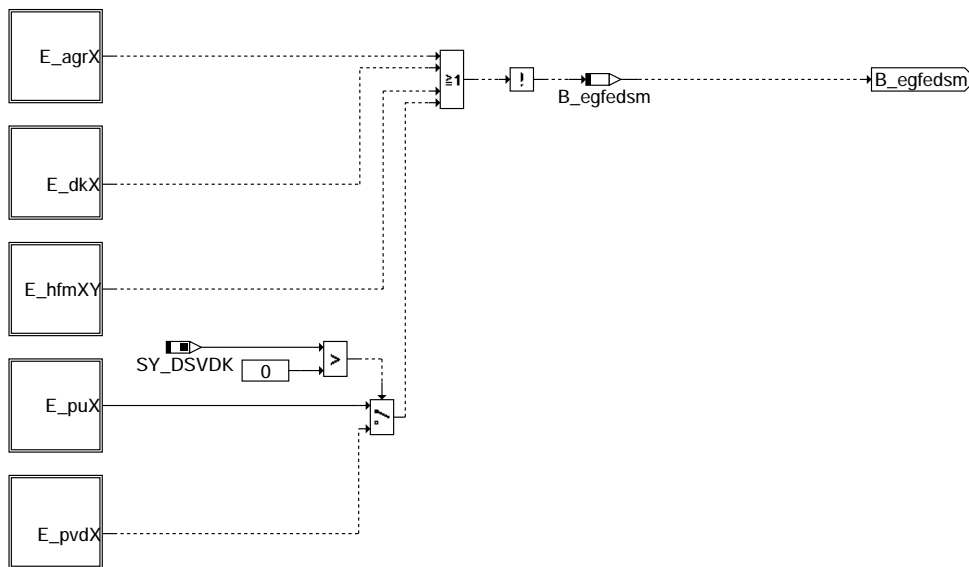 E_agrX
≥1
!
B_egfedsm
B_egfedsm
E_dkX
E_hfmXY
SY_DSVDK
0
>
E_puX
E_pvdX